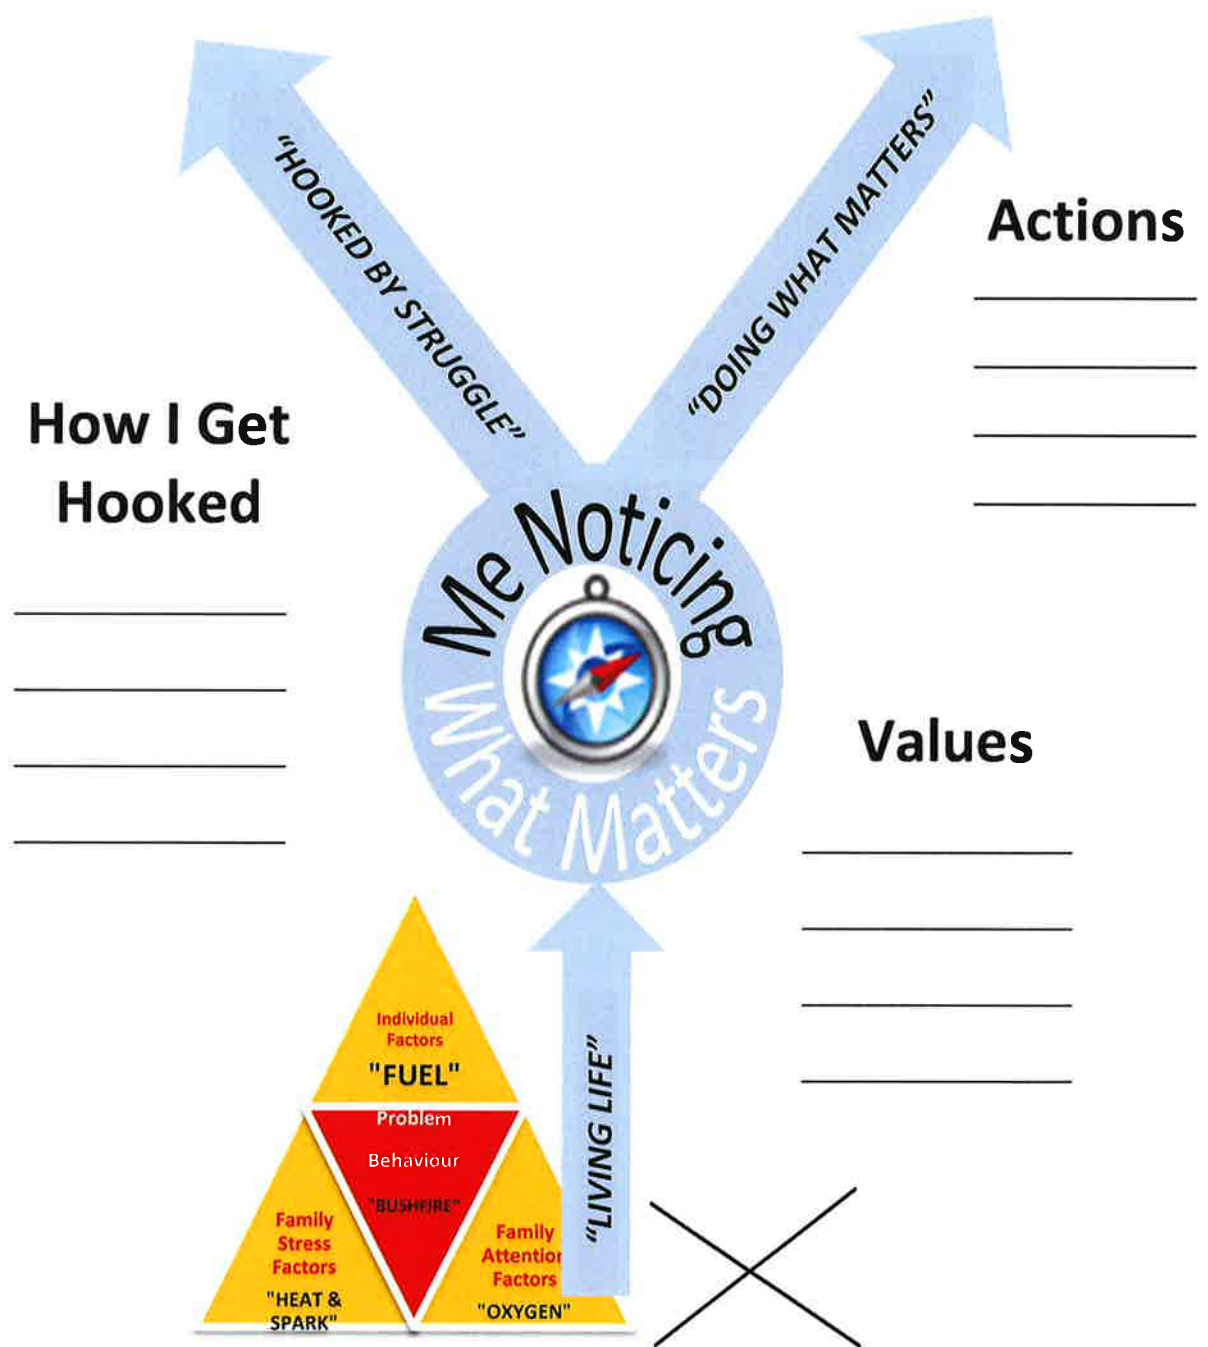 "HOOKED BY STRUGGLE"
"DOING WHAT MATTERS"
Actions
How I Get
Hooked
Me Noticing
What Matters
Values
"LIVING LIFE"
Individual
Factors
"FUEL"
Problem
Behaviour
"BUSHFIRE"
Family
Stress
Factors
"HEAT &
SPARK"
Family
Attention
Factors
"OXYGEN"